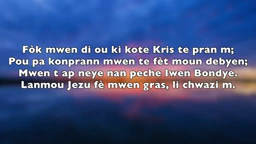 Fòk mwen di ou ki kote Kris te pran m;
Pou pa konprann mwen te fèt moun debyen;
Mwen t ap neye nan peche lwen Bondye.
Lanmou Jezu fè mwen gras, li chwazi m.